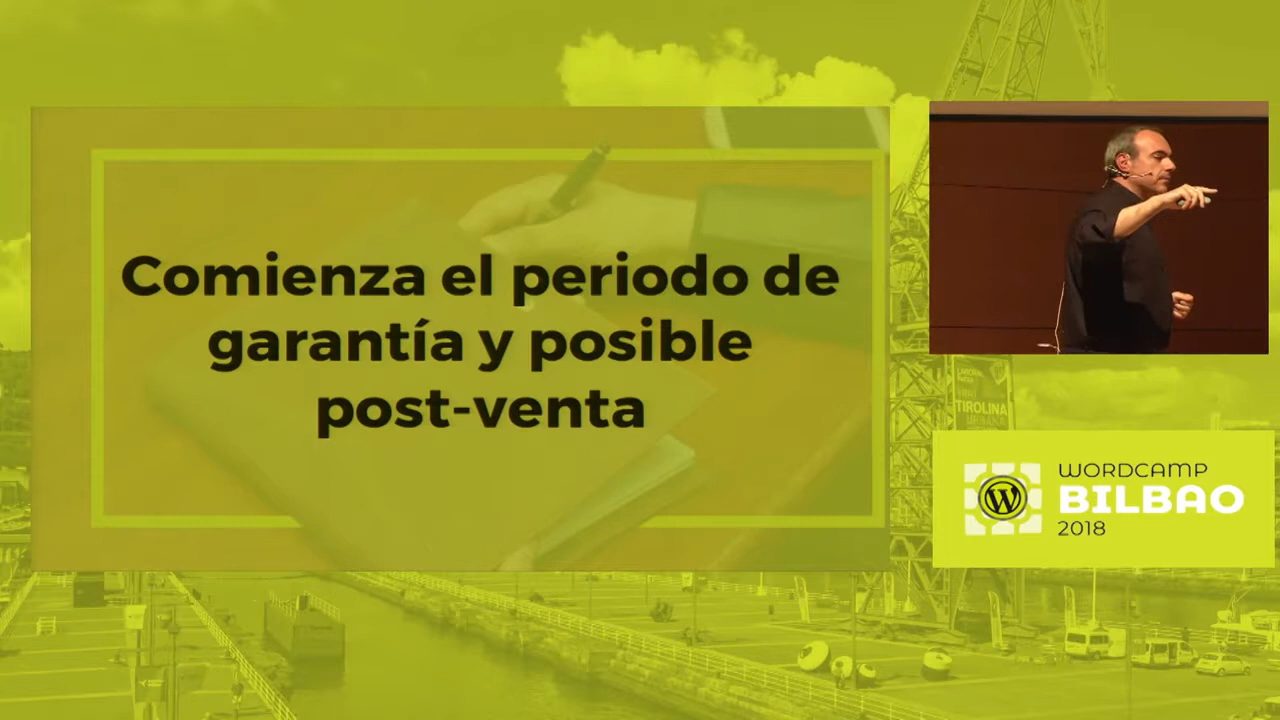 Comienza el periodo de
garantía y posible
post-venta
WORDCAMP
BILBAO
2018
TIROLINA